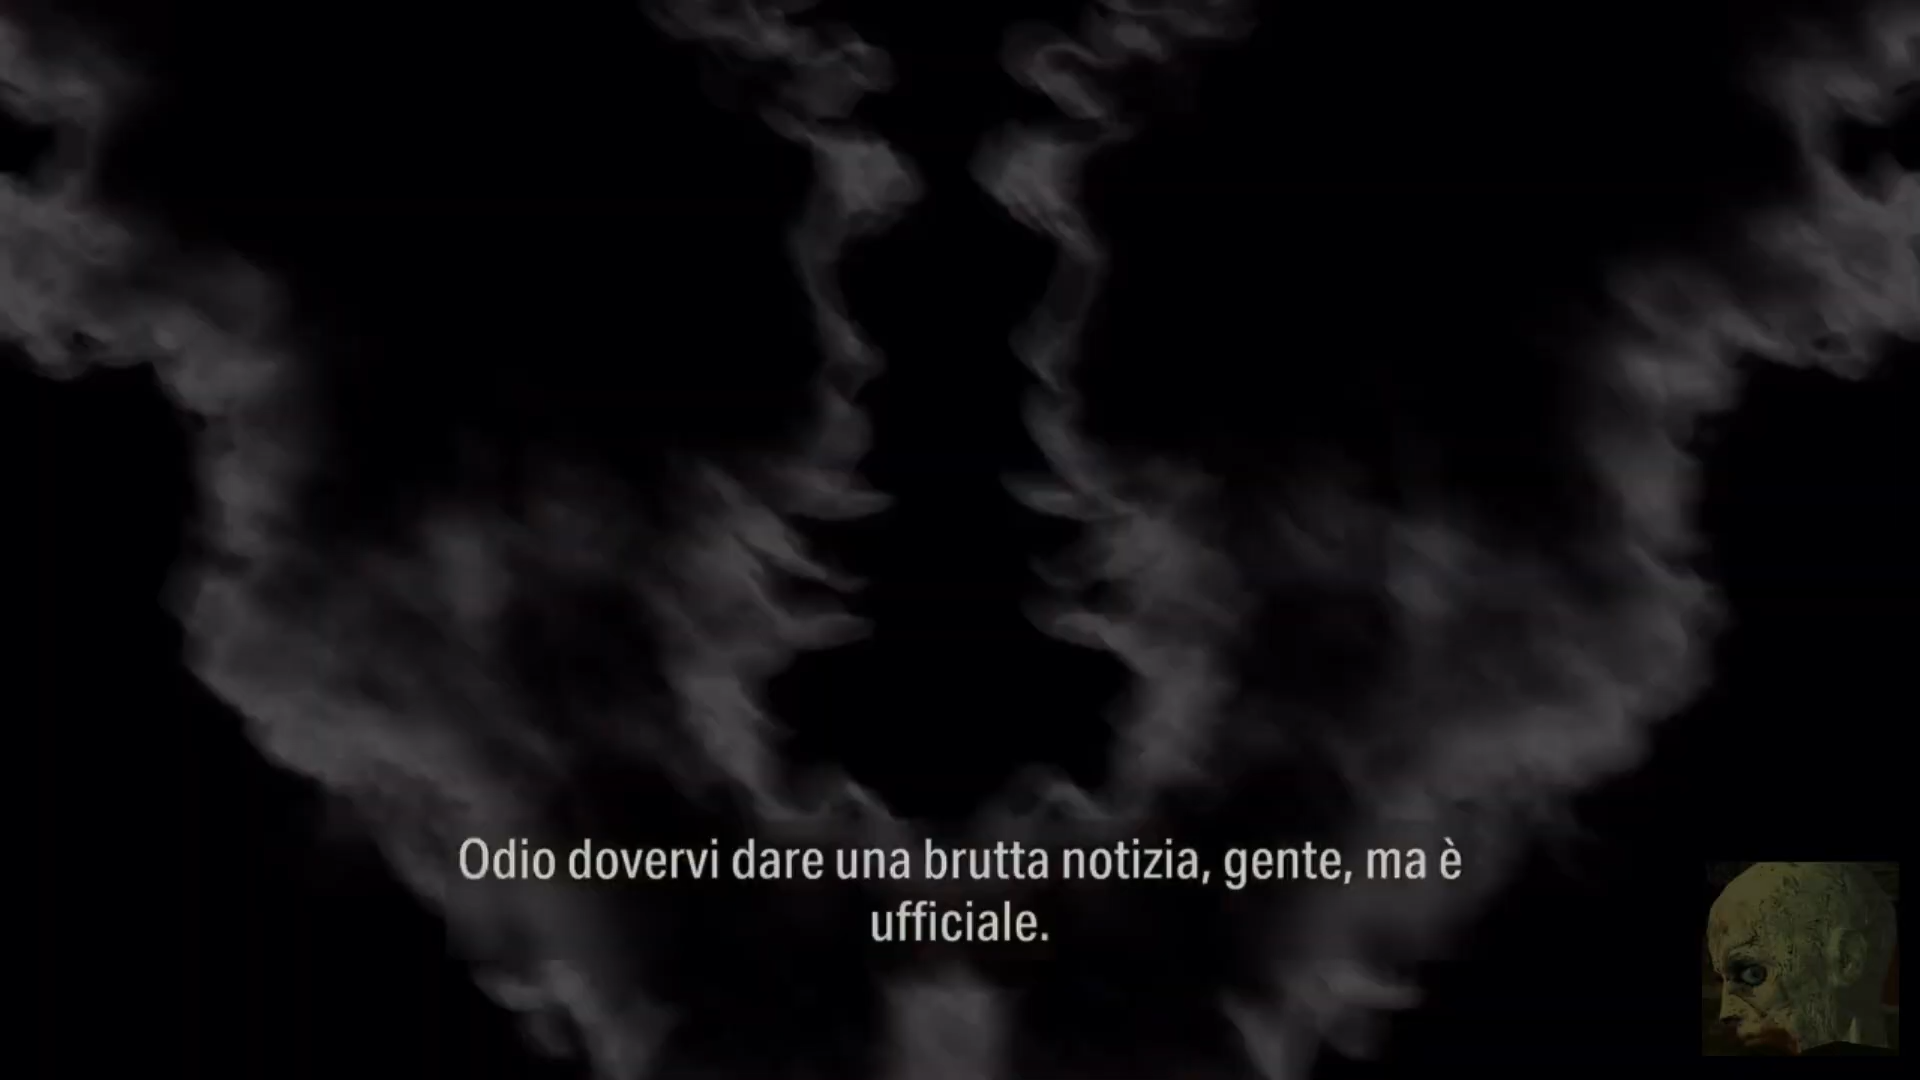 Odio dovervi dare una brutta notizia, gente, ma è
ufficiale.